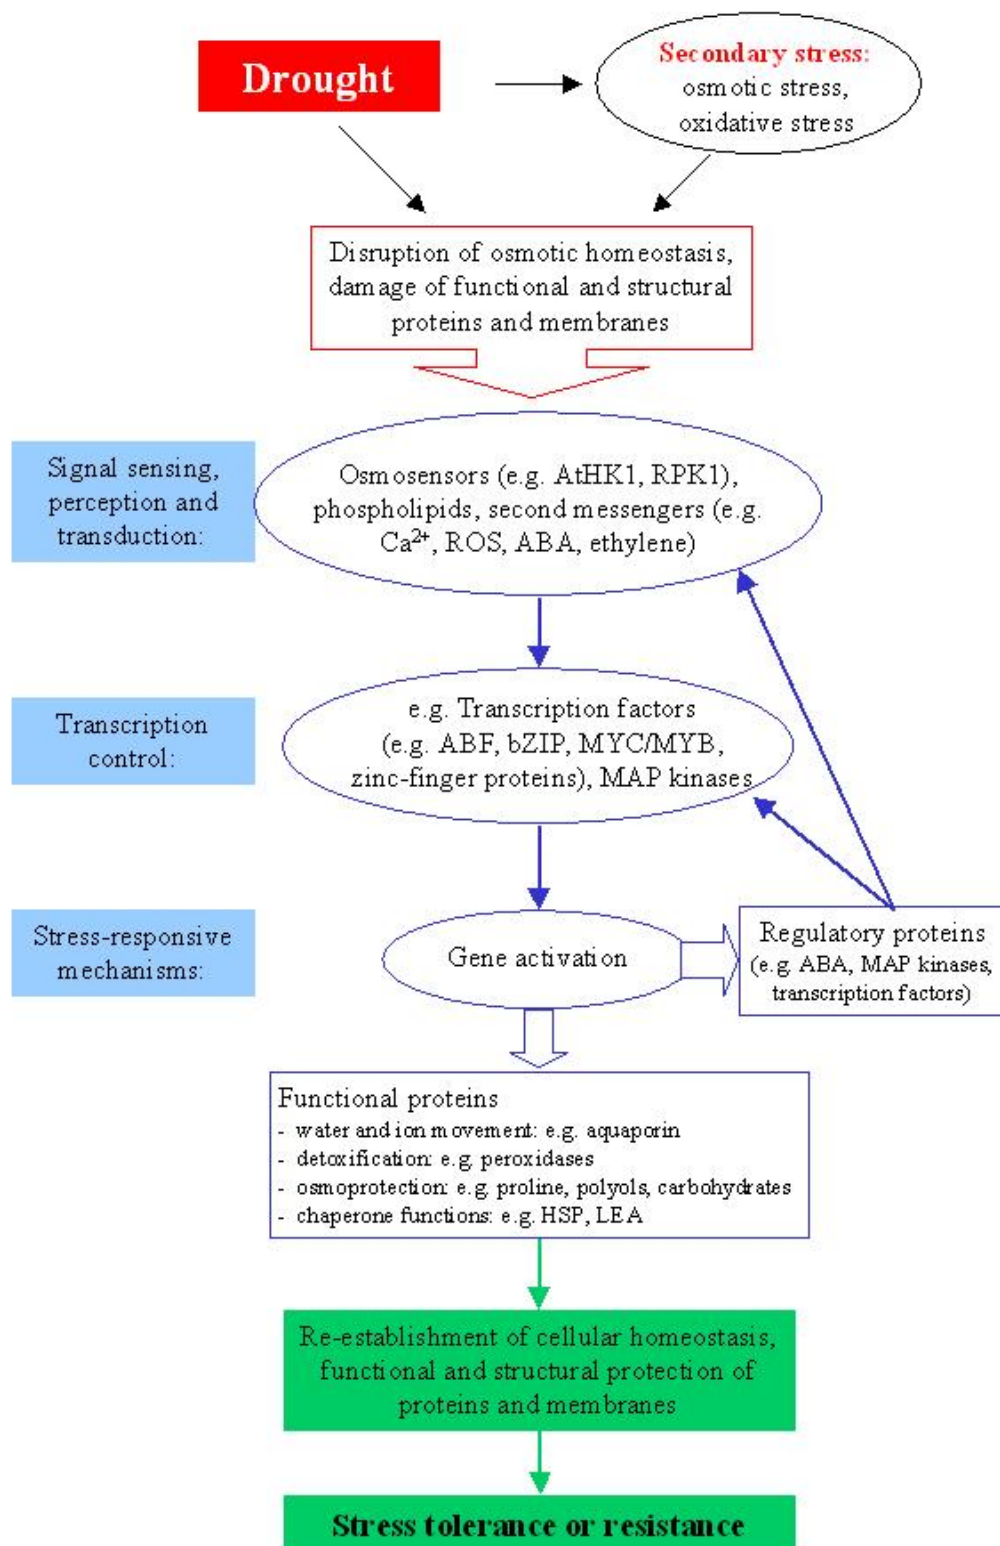 Drought
Secondary stress:
osmotic stress,
oxidative stress
Disruption of osmotic homeostasis,
damage of functional and structural
proteins and membranes
Signal sensing,
perception and
transduction:
Osmosensors (e.g. AtHK1, RPK1),
phospholipids, second messengers (e.g.
Ca²⁺, ROS, ABA, ethylene)
Transcription
control:
e.g. Transcription factors
(e.g. ABF, bZIP, MYC/MYB,
zinc-finger proteins), MAP kinases
Stress-responsive
mechanisms:
Gene activation
Regulatory proteins
(e.g. ABA, MAP kinases,
transcription factors)
Functional proteins
- water and ion movement: e.g. aquaporin
- detoxification: e.g. peroxidases
- osmoprotection: e.g. proline, polyols, carbohydrates
- chaperone functions: e.g. HSP, LEA
Re-establishment of cellular homeostasis,
functional and structural protection of
proteins and membranes
Stress tolerance or resistance